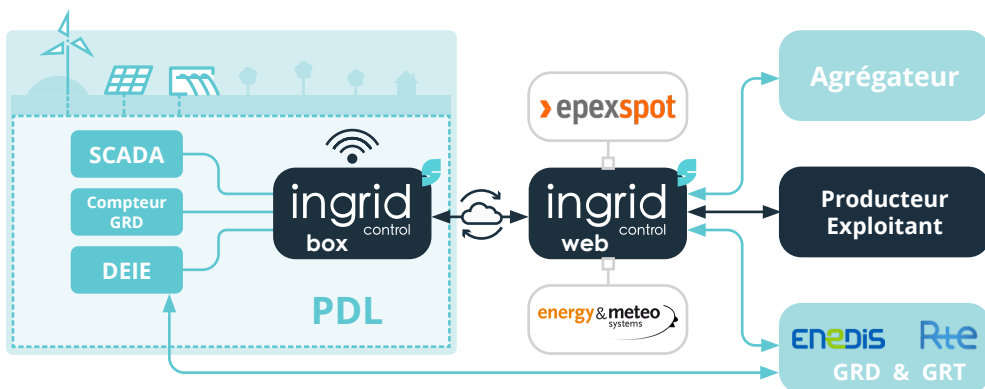 SCADA
Compteur
GRD
DEIE
PDL
ingrid
control
box
epexspot
ingrid
control
web
energy & meteo
systems
Agrégateur
Producteur
Exploitant
ENEDIS Rte
GRD & GRT